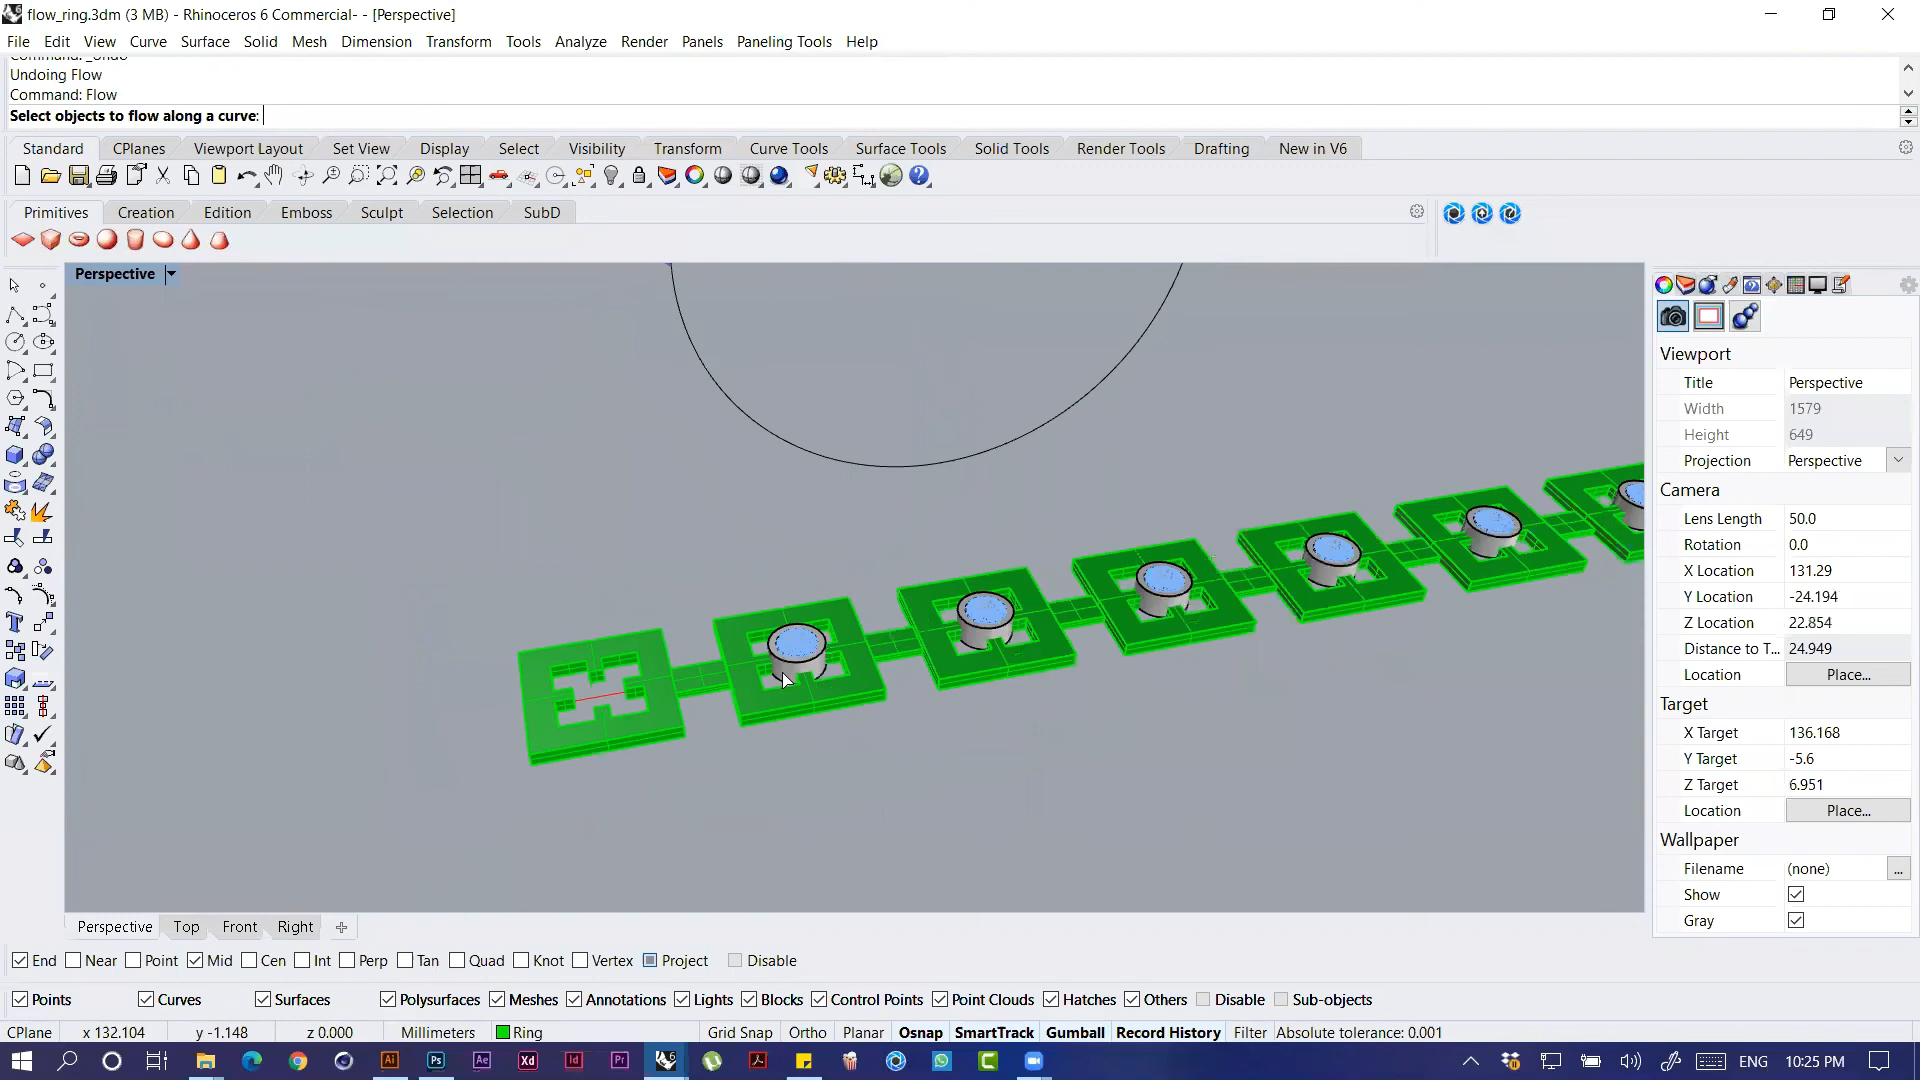 flow_ring.3dm (3 MB) - Rhinoceros 6 Commercial- - [Perspective]
File Edit View Curve Surface Solid Mesh Dimension Transform Tools Analyze Render Panels Paneling Tools Help
Command: _Undo
Undoing Flow
Command: Flow
Select objects to flow along a curve:
Standard CPlanes Viewport Layout Set View Display Select Visibility Transform Curve Tools Surface Tools Solid Tools Render Tools Drafting New in V6
Primitives Creation Edition Emboss Sculpt Selection SubD
Perspective
Viewport
Title Perspective
Width 1579
Height 649
Projection Perspective
Camera
Lens Length 50.0
Rotation 0.0
X Location 131.29
Y Location -24.194
Z Location 22.854
Distance to T... 24.949
Location Place...
Target
X Target 136.168
Y Target -5.6
Z Target 6.951
Location Place...
Wallpaper
Filename (none) ...
Show
Gray
Perspective Top Front Right
End Near Point Mid Cen Int Perp Tan Quad Knot Vertex Project Disable
Points Curves Surfaces Polysurfaces Meshes Annotations Lights Blocks Control Points Point Clouds Hatches Others Disable Sub-objects
CPlane x 132.104 y -1.148 z 0.000 Millimeters Ring Grid Snap Ortho Planar Osnap SmartTrack Gumball Record History Filter Absolute tolerance: 0.001
Ai Ps Ae Xd Id Pr 6 ENG 10:25 PM